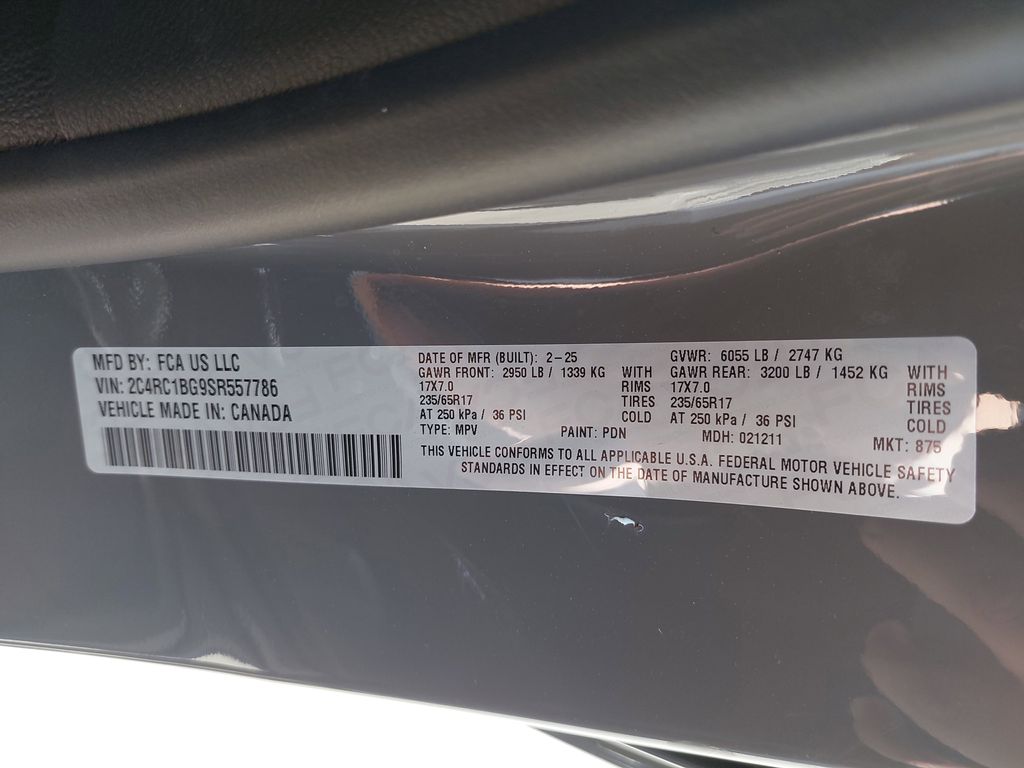 MFD BY: FCA US LLC
VIN: 2C4RC1BG9SR557786
VEHICLE MADE IN: CANADA
DATE OF MFR (BUILT): 2-25
GVWR: 6055 LB / 2747 KG
GAWR FRONT: 2950 LB / 1339 KG WITH
17X7.0 RIMS
235/65R17 TIRES
AT 250 kPa / 36 PSI COLD
GAWR REAR: 3200 LB / 1452 KG WITH
17X7.0 RIMS
235/65R17 TIRES
AT 250 kPa / 36 PSI COLD
TYPE: MPV PAINT: PDN MDH: 021211 MKT: 875
THIS VEHICLE CONFORMS TO ALL APPLICABLE U.S.A. FEDERAL MOTOR VEHICLE SAFETY
STANDARDS IN EFFECT ON THE DATE OF MANUFACTURE SHOWN ABOVE.